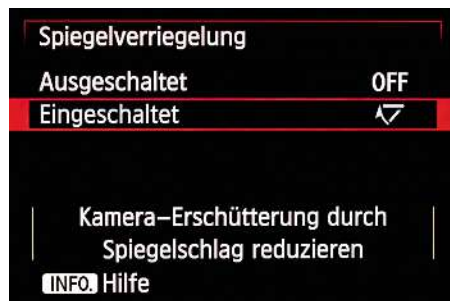 Spiegelverriegelung
Ausgeschaltet OFF
Eingeschaltet
Kamera-Erschütterung durch
Spiegelschlag reduzieren
INFO. Hilfe